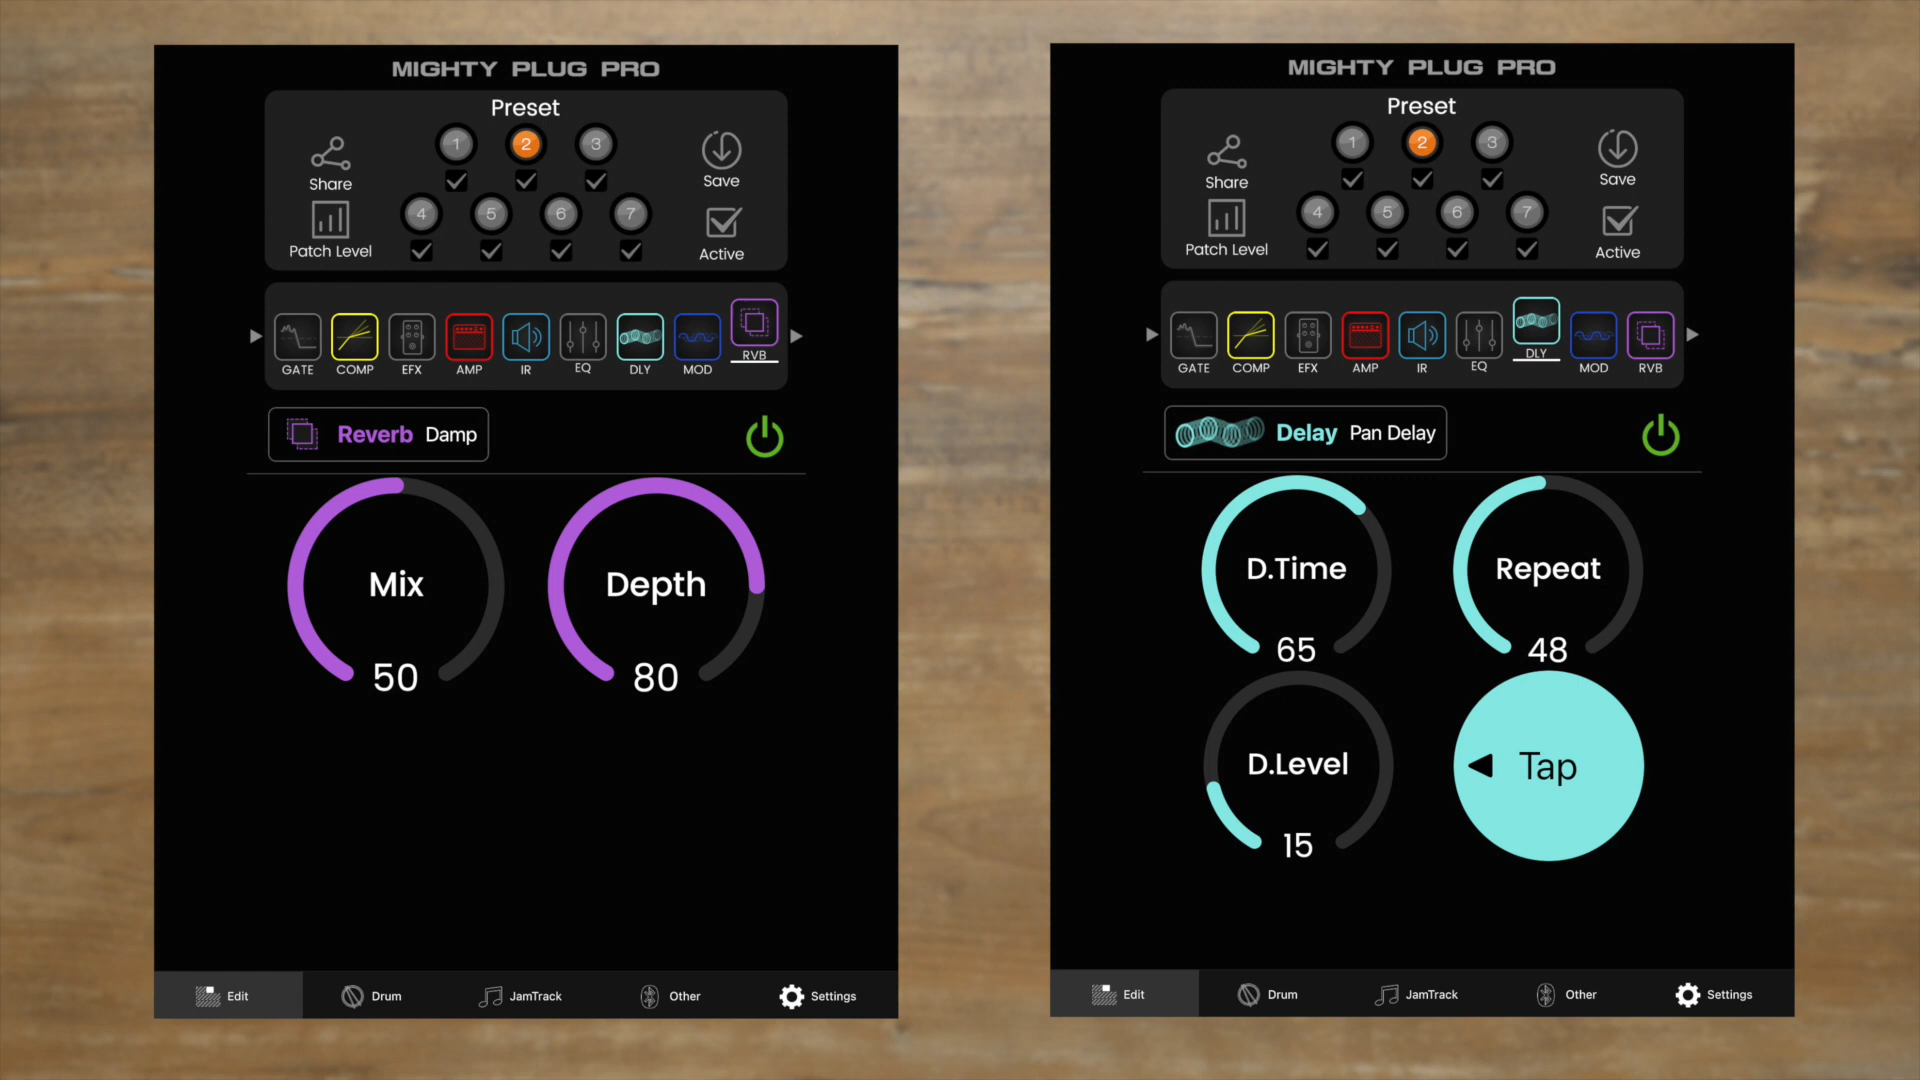 MIGHTY PLUG PRO
Preset
1 2 3
Share
Save
4 5 6 7
Patch Level
Active
GATE COMP EFX AMP IR EQ DLY MOD RVB
Reverb Damp
Mix
50
Depth
80
Edit Drum JamTrack Other Settings
MIGHTY PLUG PRO
Preset
1 2 3
Share
Save
4 5 6 7
Patch Level
Active
GATE COMP EFX AMP IR EQ DLY MOD RVB
Delay Pan Delay
D.Time
65
Repeat
48
D.Level
15
Tap
Edit Drum JamTrack Other Settings